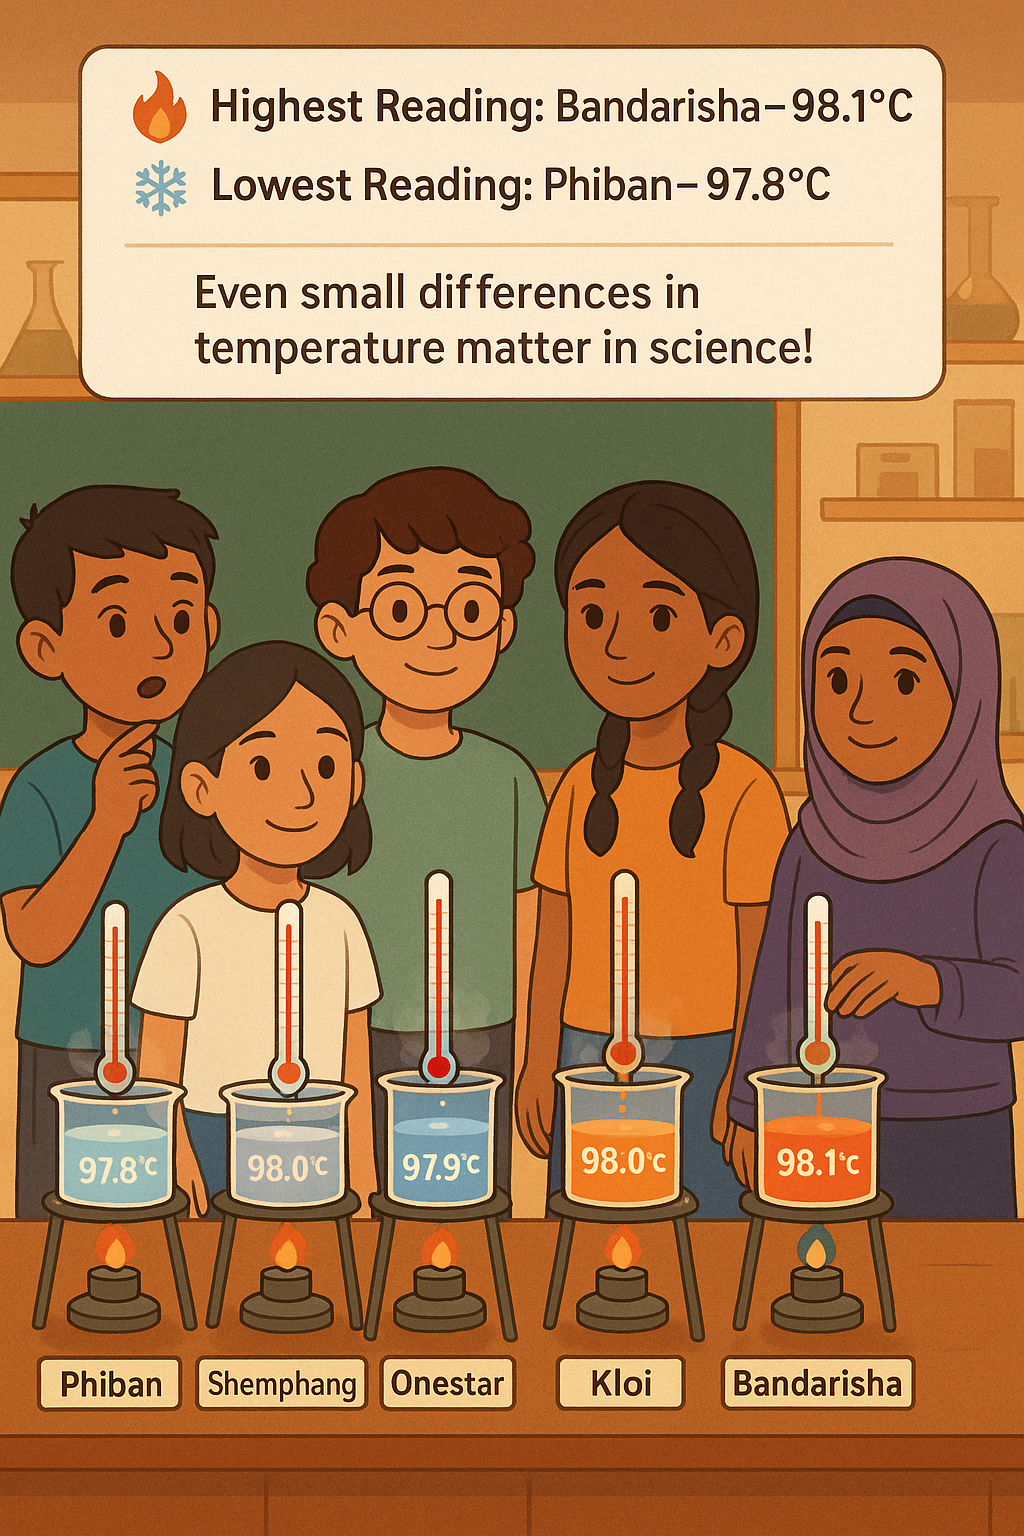 Highest Reading: Bandarisha–98.1°C
Lowest Reading: Phiban–97.8°C
Even small differences in
temperature matter in science!
97.8°C
98.0°C
97.9°C
98.0°C
98.1°C
Phiban
Shemphang
Onestar
Kloi
Bandarisha